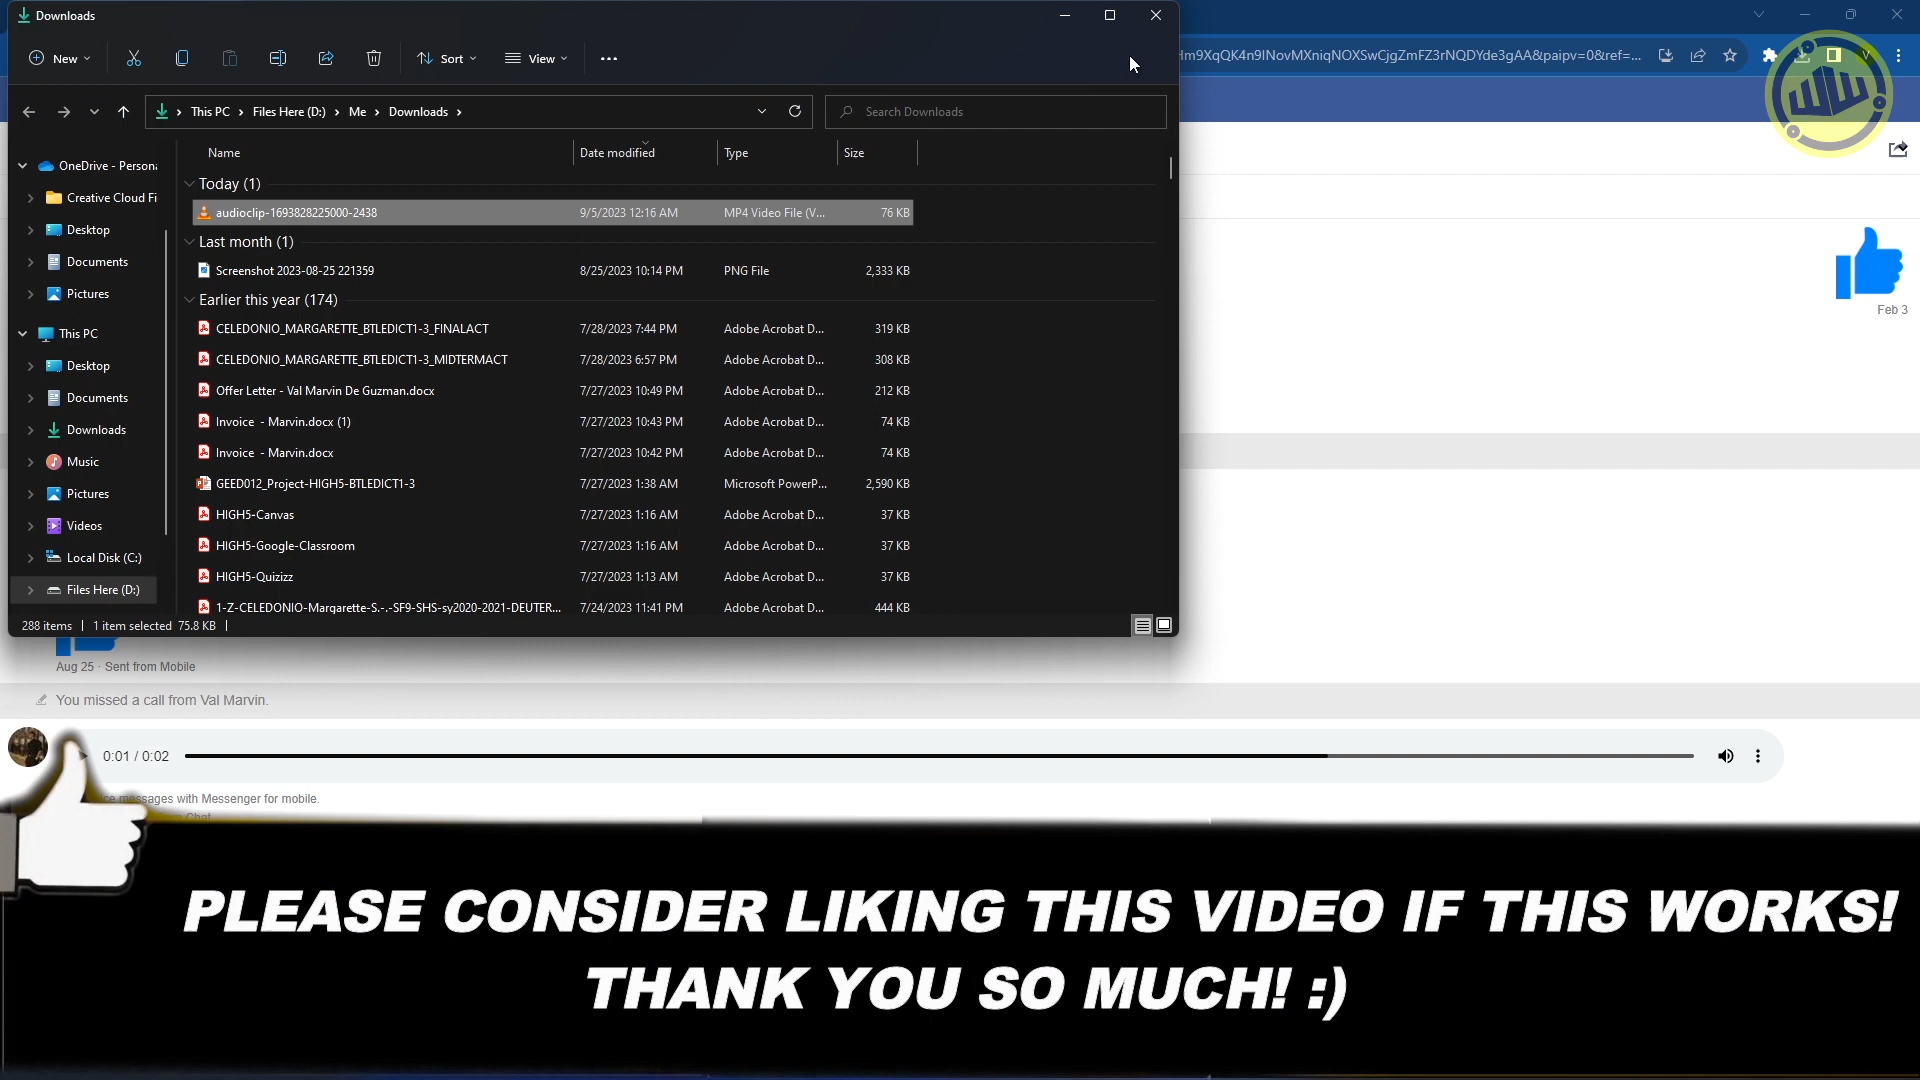 Downloads
New
Sort
View
Hm9XqQK4n9INovMXniqNOXSwCjgZmFZ3rNQDYde3gAA&paipv=0&ref=...
This PC > Files Here (D:) > Me > Downloads >
Search Downloads
Name
Date modified
Type
Size
OneDrive - Persona
Creative Cloud Fi
Desktop
Documents
Pictures
This PC
Desktop
Documents
Downloads
Music
Pictures
Videos
Local Disk (C:)
Files Here (D:)
Today (1)
audioclip-1693828225000-2438 9/5/2023 12:16 AM MP4 Video File (V... 76 KB
Last month (1)
Screenshot 2023-08-25 221359 8/25/2023 10:14 PM PNG File 2,333 KB
Earlier this year (174)
CELEDONIO_MARGARETTE_BTLEDICT1-3_FINALACT 7/28/2023 7:44 PM Adobe Acrobat D... 319 KB
CELEDONIO_MARGARETTE_BTLEDICT1-3_MIDTERMACT 7/28/2023 6:57 PM Adobe Acrobat D... 308 KB
Offer Letter - Val Marvin De Guzman.docx 7/27/2023 10:49 PM Adobe Acrobat D... 212 KB
Invoice - Marvin.docx (1) 7/27/2023 10:43 PM Adobe Acrobat D... 74 KB
Invoice - Marvin.docx 7/27/2023 10:42 PM Adobe Acrobat D... 74 KB
GEED012_Project-HIGH5-BTLEDICT1-3 7/27/2023 1:38 AM Microsoft PowerP... 2,590 KB
HIGH5-Canvas 7/27/2023 1:16 AM Adobe Acrobat D... 37 KB
HIGH5-Google-Classroom 7/27/2023 1:16 AM Adobe Acrobat D... 37 KB
HIGH5-Quizizz 7/27/2023 1:13 AM Adobe Acrobat D... 37 KB
1-Z-CELEDONIO-Margarette-S.-.-SF9-SHS-sy2020-2021-DEUTER... 7/24/2023 11:41 PM Adobe Acrobat D... 444 KB
288 items
1 item selected 75.8 KB
Feb 3
Aug 25 · Sent from Mobile
You missed a call from Val Marvin.
0:01 / 0:02
messages with Messenger for mobile.
Chat
PLEASE CONSIDER LIKING THIS VIDEO IF THIS WORKS!
THANK YOU SO MUCH! :)